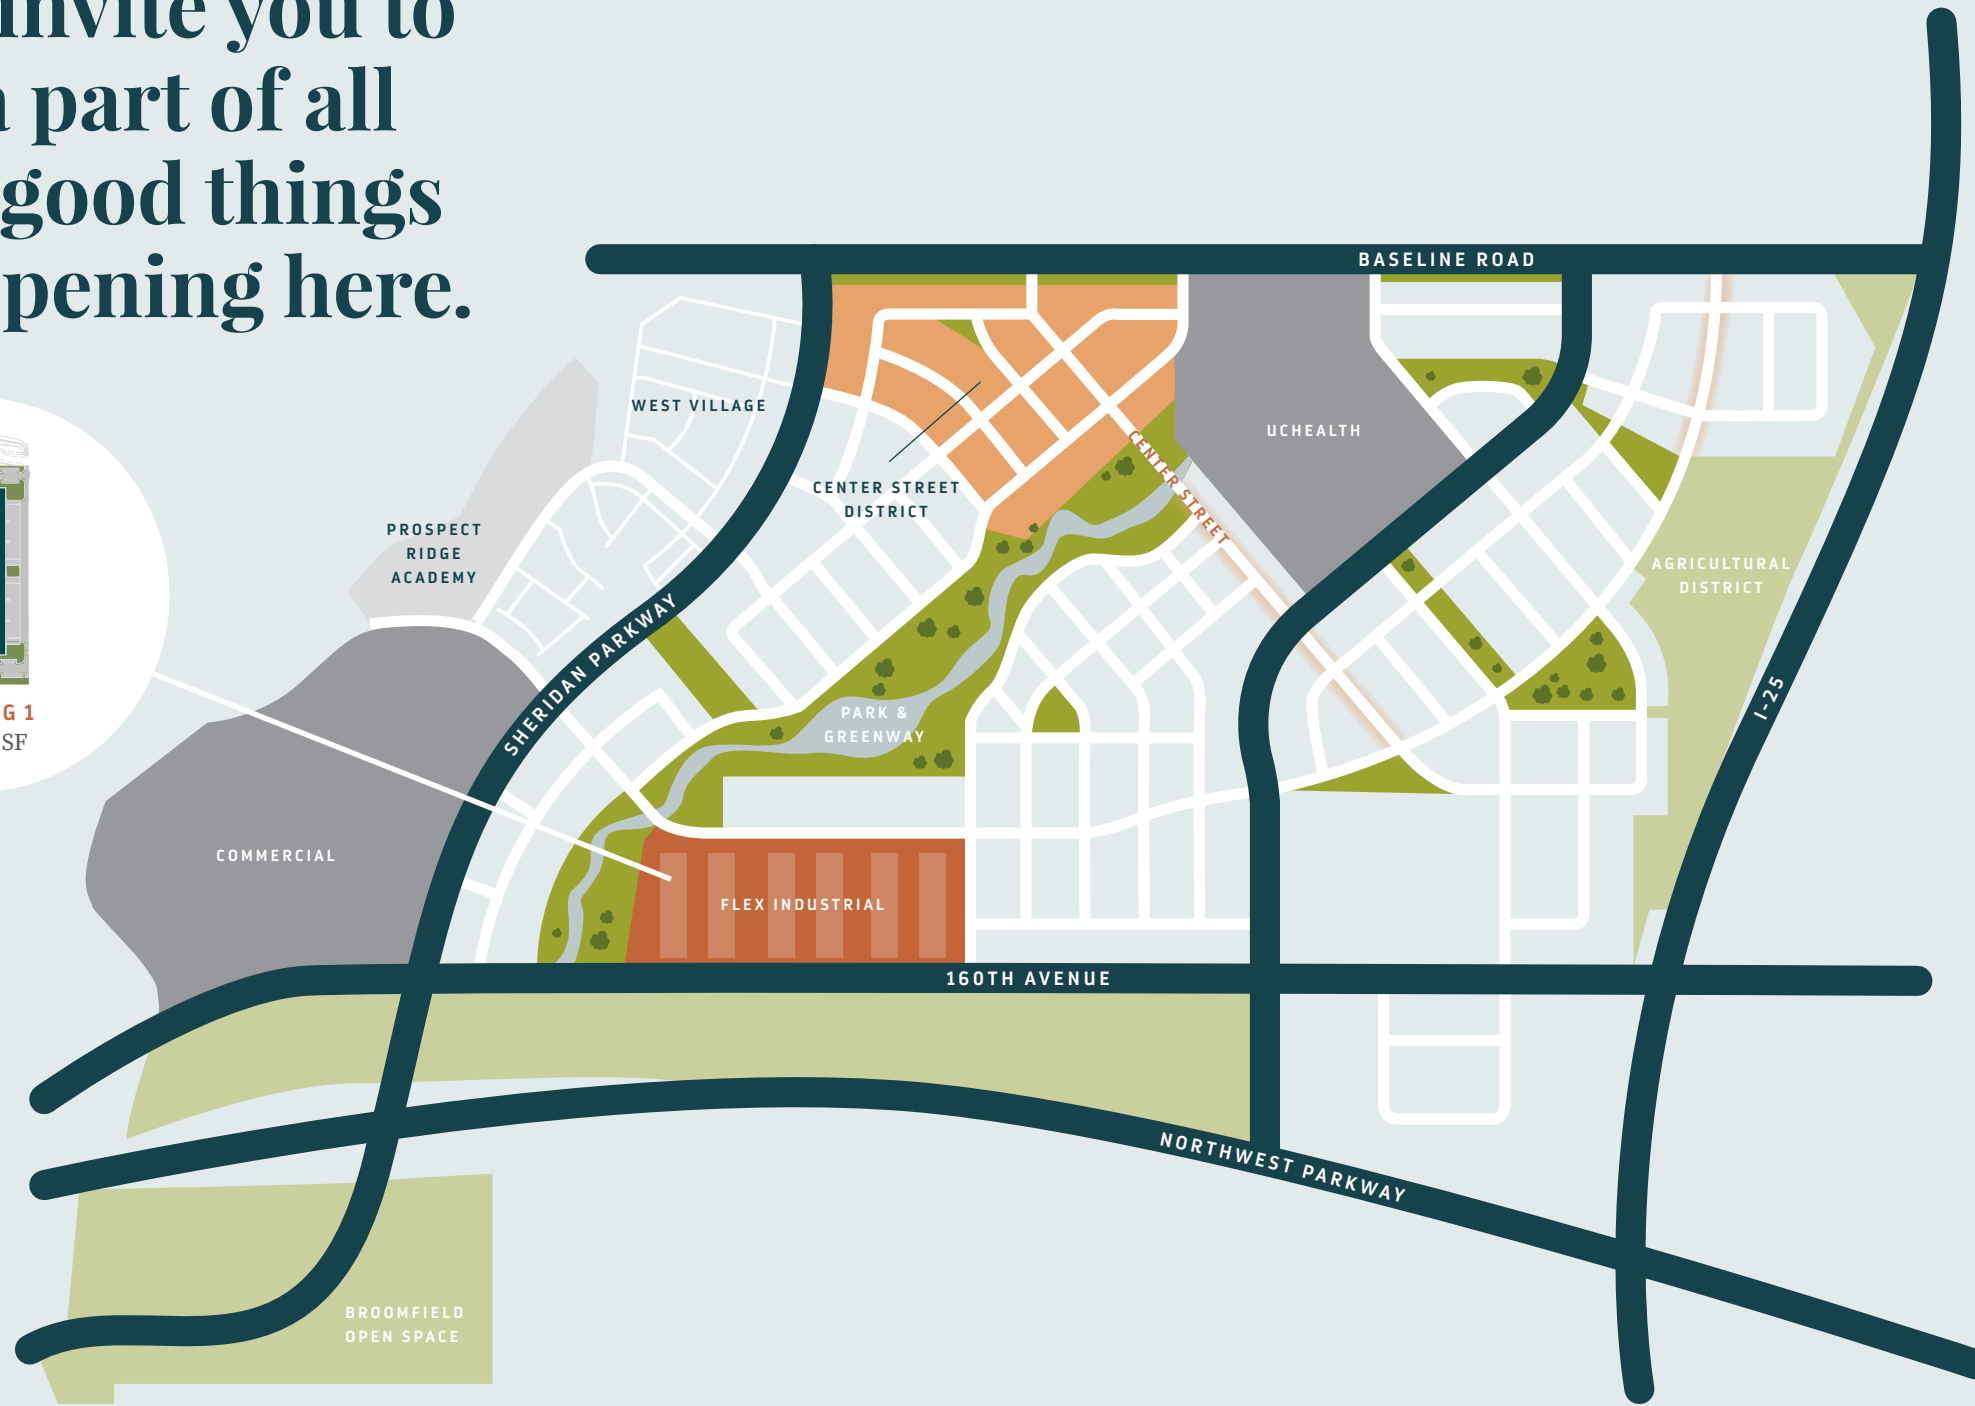 invite you to
a part of all
good things
pening here.
BASELINE ROAD
WEST VILLAGE
UCHEALTH
CENTER STREET
CENTER STREET
DISTRICT
PROSPECT
RIDGE
ACADEMY
AGRICULTURAL
DISTRICT
SHERIDAN PARKWAY
I-25
G 1
SF
PARK &
GREENWAY
COMMERCIAL
FLEX INDUSTRIAL
160TH AVENUE
NORTHWEST PARKWAY
BROOMFIELD
OPEN SPACE